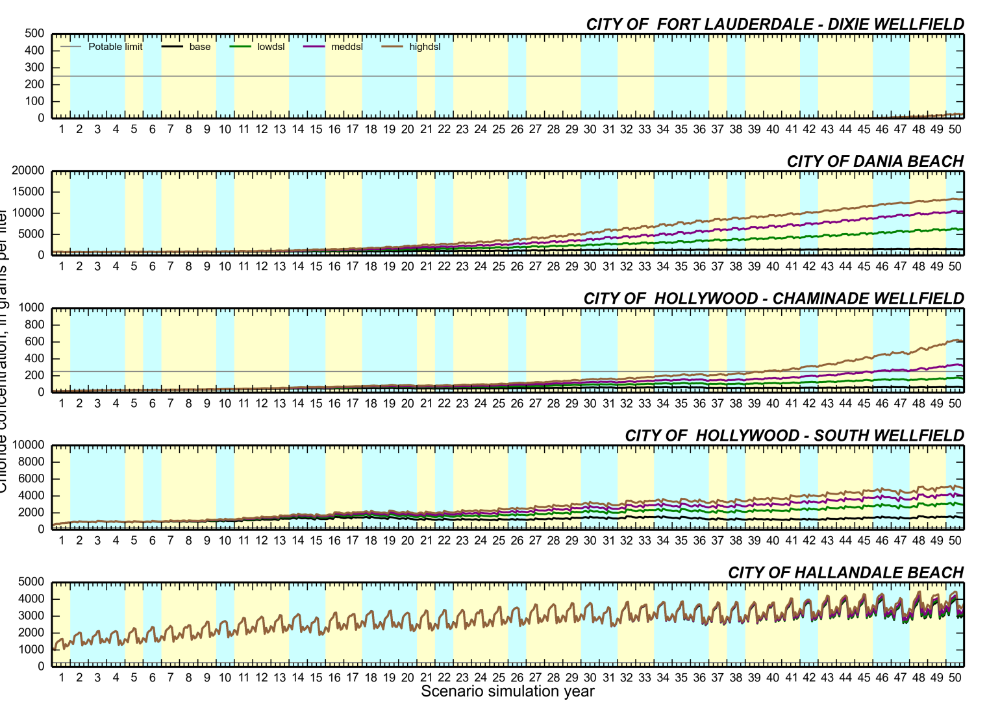 CITY OF  FORT LAUDERDALE - DIXIE WELLFIELD
500
400
300
200
100
0
Potable limit base lowdsl meddsl highdsl
1 2 3 4 5 6 7 8 9 10 11 12 13 14 15 16 17 18 19 20 21 22 23 24 25 26 27 28 29 30 31 32 33 34 35 36 37 38 39 40 41 42 43 44 45 46 47 48 49 50
CITY OF DANIA BEACH
20000
15000
10000
5000
0
1 2 3 4 5 6 7 8 9 10 11 12 13 14 15 16 17 18 19 20 21 22 23 24 25 26 27 28 29 30 31 32 33 34 35 36 37 38 39 40 41 42 43 44 45 46 47 48 49 50
concentration, in grams per liter
CITY OF  HOLLYWOOD - CHAMINADE WELLFIELD
1000
800
600
400
200
0
1 2 3 4 5 6 7 8 9 10 11 12 13 14 15 16 17 18 19 20 21 22 23 24 25 26 27 28 29 30 31 32 33 34 35 36 37 38 39 40 41 42 43 44 45 46 47 48 49 50
CITY OF  HOLLYWOOD - SOUTH WELLFIELD
10000
8000
6000
4000
2000
0
1 2 3 4 5 6 7 8 9 10 11 12 13 14 15 16 17 18 19 20 21 22 23 24 25 26 27 28 29 30 31 32 33 34 35 36 37 38 39 40 41 42 43 44 45 46 47 48 49 50
CITY OF HALLANDALE BEACH
5000
4000
3000
2000
1000
0
1 2 3 4 5 6 7 8 9 10 11 12 13 14 15 16 17 18 19 20 21 22 23 24 25 26 27 28 29 30 31 32 33 34 35 36 37 38 39 40 41 42 43 44 45 46 47 48 49 50
Scenario simulation year